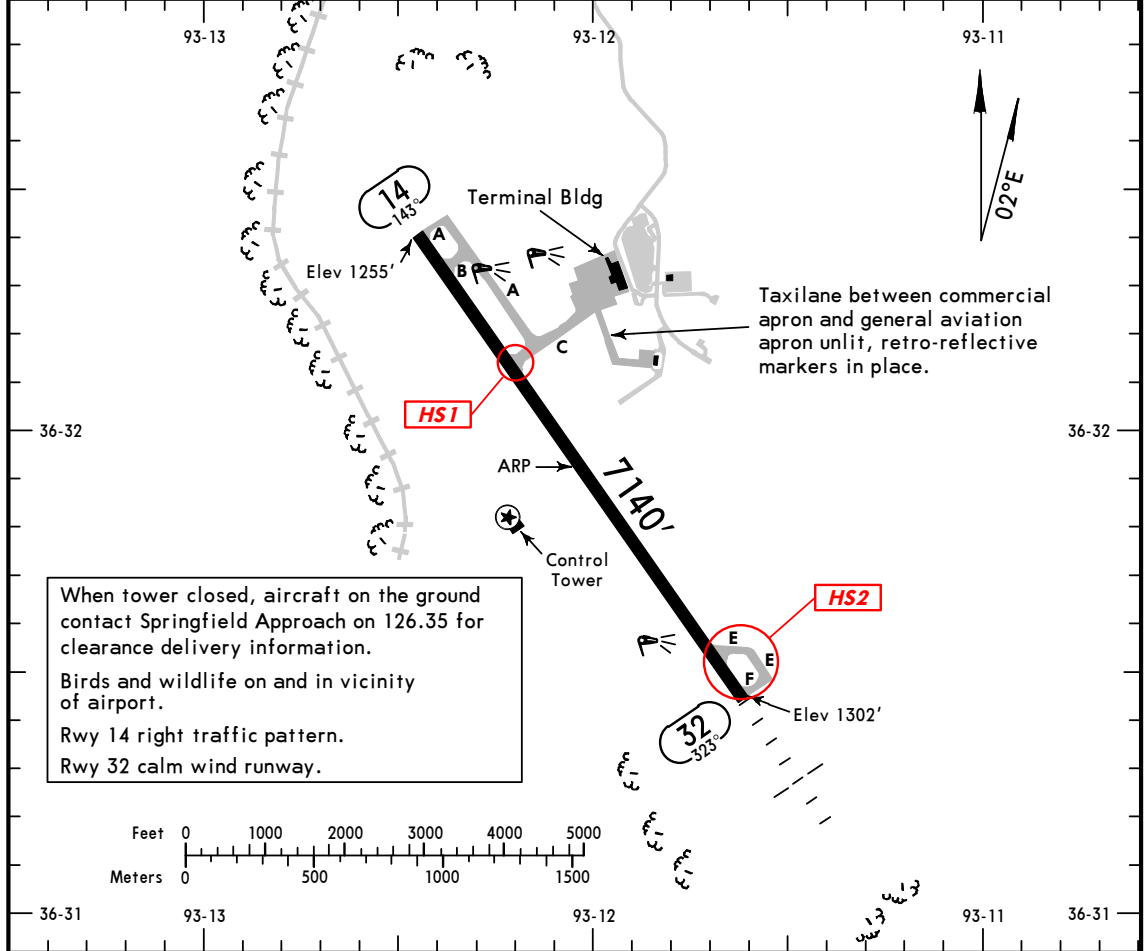 93-13
93-12
93-11
02°E
14
143°
A
Terminal Bldg
Elev 1255'
B
A
C
Taxilane between commercial
apron and general aviation
apron unlit, retro-reflective
markers in place.
HS1
36-32
36-32
ARP
7140'
Control
Tower
HS2
E
E
F
32
323°
Elev 1302'
When tower closed, aircraft on the ground
contact Springfield Approach on 126.35 for
clearance delivery information.
Birds and wildlife on and in vicinity
of airport.
Rwy 14 right traffic pattern.
Rwy 32 calm wind runway.
Feet 0 1000 2000 3000 4000 5000
Meters 0 500 1000 1500
36-31
93-13
93-12
93-11
36-31